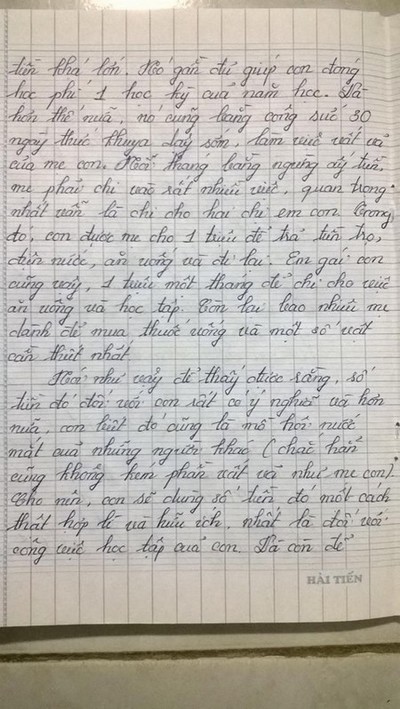 tiền khá lớn. Nó gần đủ giúp con đóng
học phí 1 học kỳ của năm học. Và
hơn thế nữa, nó cũng bằng công sức 30
ngày thức khuya dậy sớm, làm việc vất vả
của mẹ con. Mỗi tháng bằng ngưng ấy tiền,
mẹ phải chi vào rất nhiều việc, quan trọng
nhất vẫn là chi cho hai chị em con. Trong
đó, con được mẹ cho 1 triệu để trả tiền trọ,
điện nước, ăn uống và đi lại. Em gái con
cũng vậy, 1 triệu một tháng để chi cho việc
ăn uống và học tập. Còn lại bao nhiêu mẹ
dành để mua thuốc uống và một số vật
cần thiết nhất.
Nói như vậy để thấy được rằng, số
tiền đó đối với con rất có ý nghĩa và hơn
nữa, con biết đó cũng là mồ hôi nước
mắt của những người khác (chắc hẳn
cũng không kém phần vất vả như mẹ con)
Cho nên, con sẽ dùng số tiền đó một cách
thật hợp lí và hữu ích, nhất là đối với
công việc học tập của con. Và còn để
HẢI TIẾN